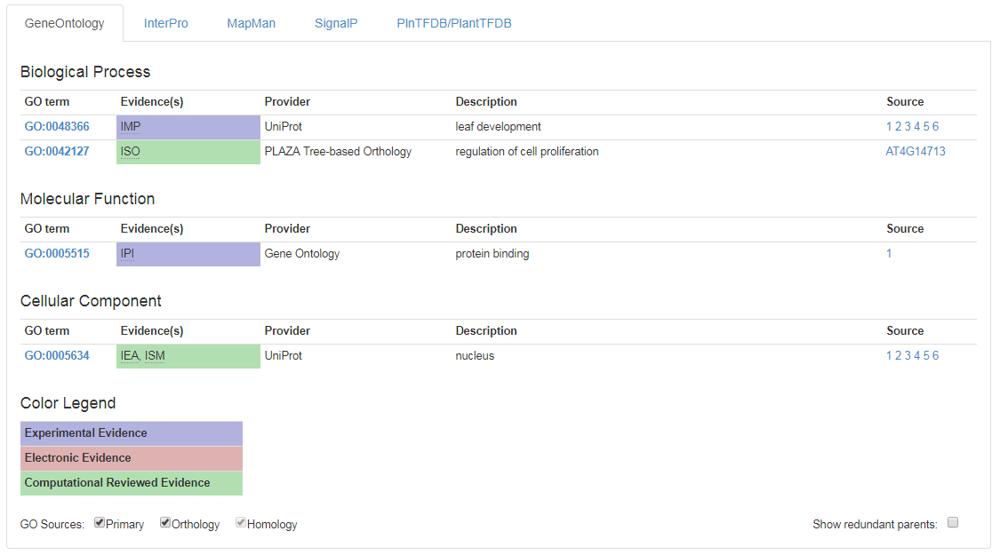 GeneOntology InterPro MapMan SignalP PlnTFDB/PlantTFDB
Biological Process
GO term Evidence(s) Provider Description Source
GO:0048366 IMP UniProt leaf development 1 2 3 4 5 6
GO:0042127 ISO PLAZA Tree-based Orthology regulation of cell proliferation AT4G14713
Molecular Function
GO term Evidence(s) Provider Description Source
GO:0005515 IPI Gene Ontology protein binding 1
Cellular Component
GO term Evidence(s) Provider Description Source
GO:0005634 IEA, ISM UniProt nucleus 1 2 3 4 5 6
Color Legend
Experimental Evidence
Electronic Evidence
Computational Reviewed Evidence
GO Sources: Primary Orthology Homology Show redundant parents: